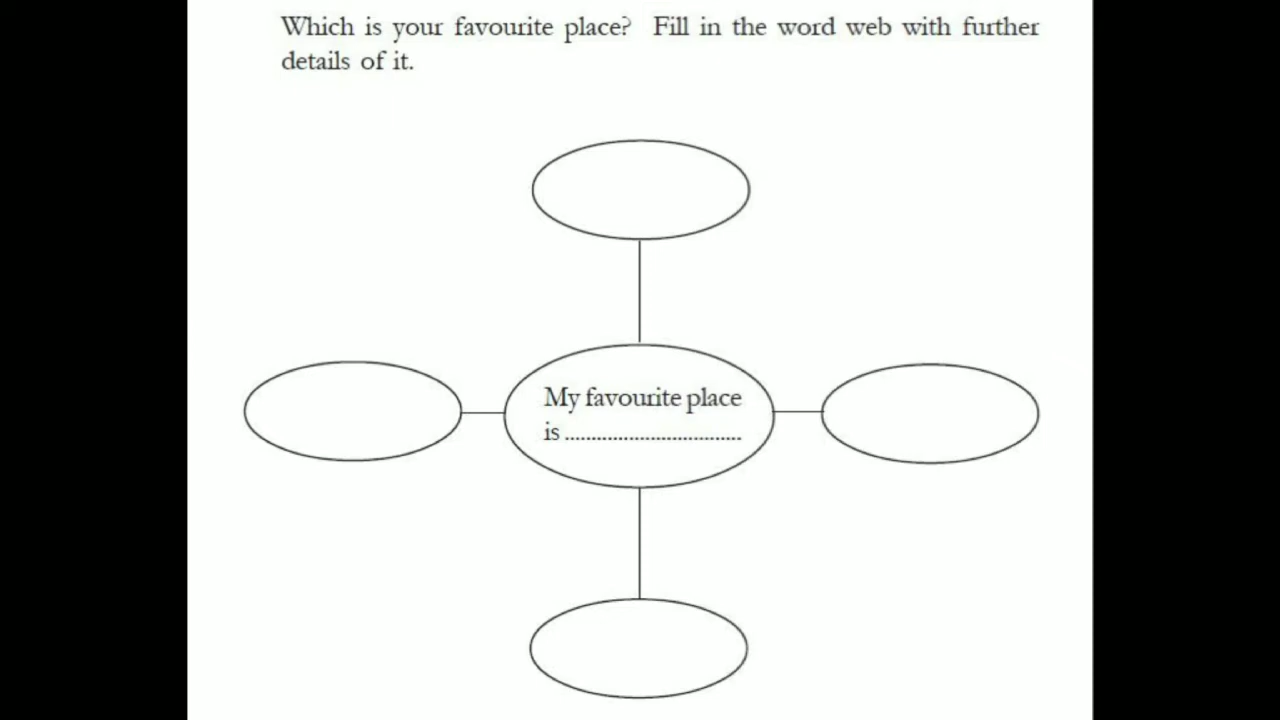 Which is your favourite place? Fill in the word web with further
details of it.
My favourite place
is ..................................